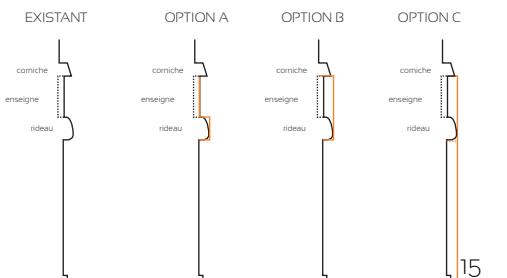 EXISTANT OPTION A OPTION B OPTION C
corniche corniche corniche corniche
enseigne enseigne enseigne enseigne
rideau rideau rideau rideau
15